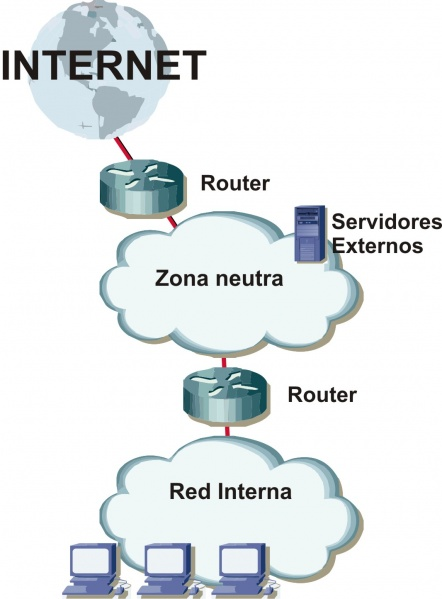 INTERNET
Router
Servidores
Externos
Zona neutra
Router
Red Interna